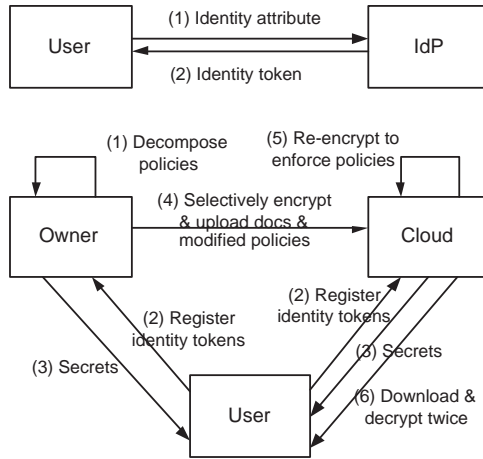 (1) Identity attribute
User
IdP
(2) Identity token
(1) Decompose
policies
(5) Re-encrypt to
enforce policies
(4) Selectively encrypt
& upload docs &
modified policies
Owner
Cloud
(2) Register
identity tokens
(2) Register
identity tokens
(3) Secrets
(3) Secrets
(6) Download &
decrypt twice
User